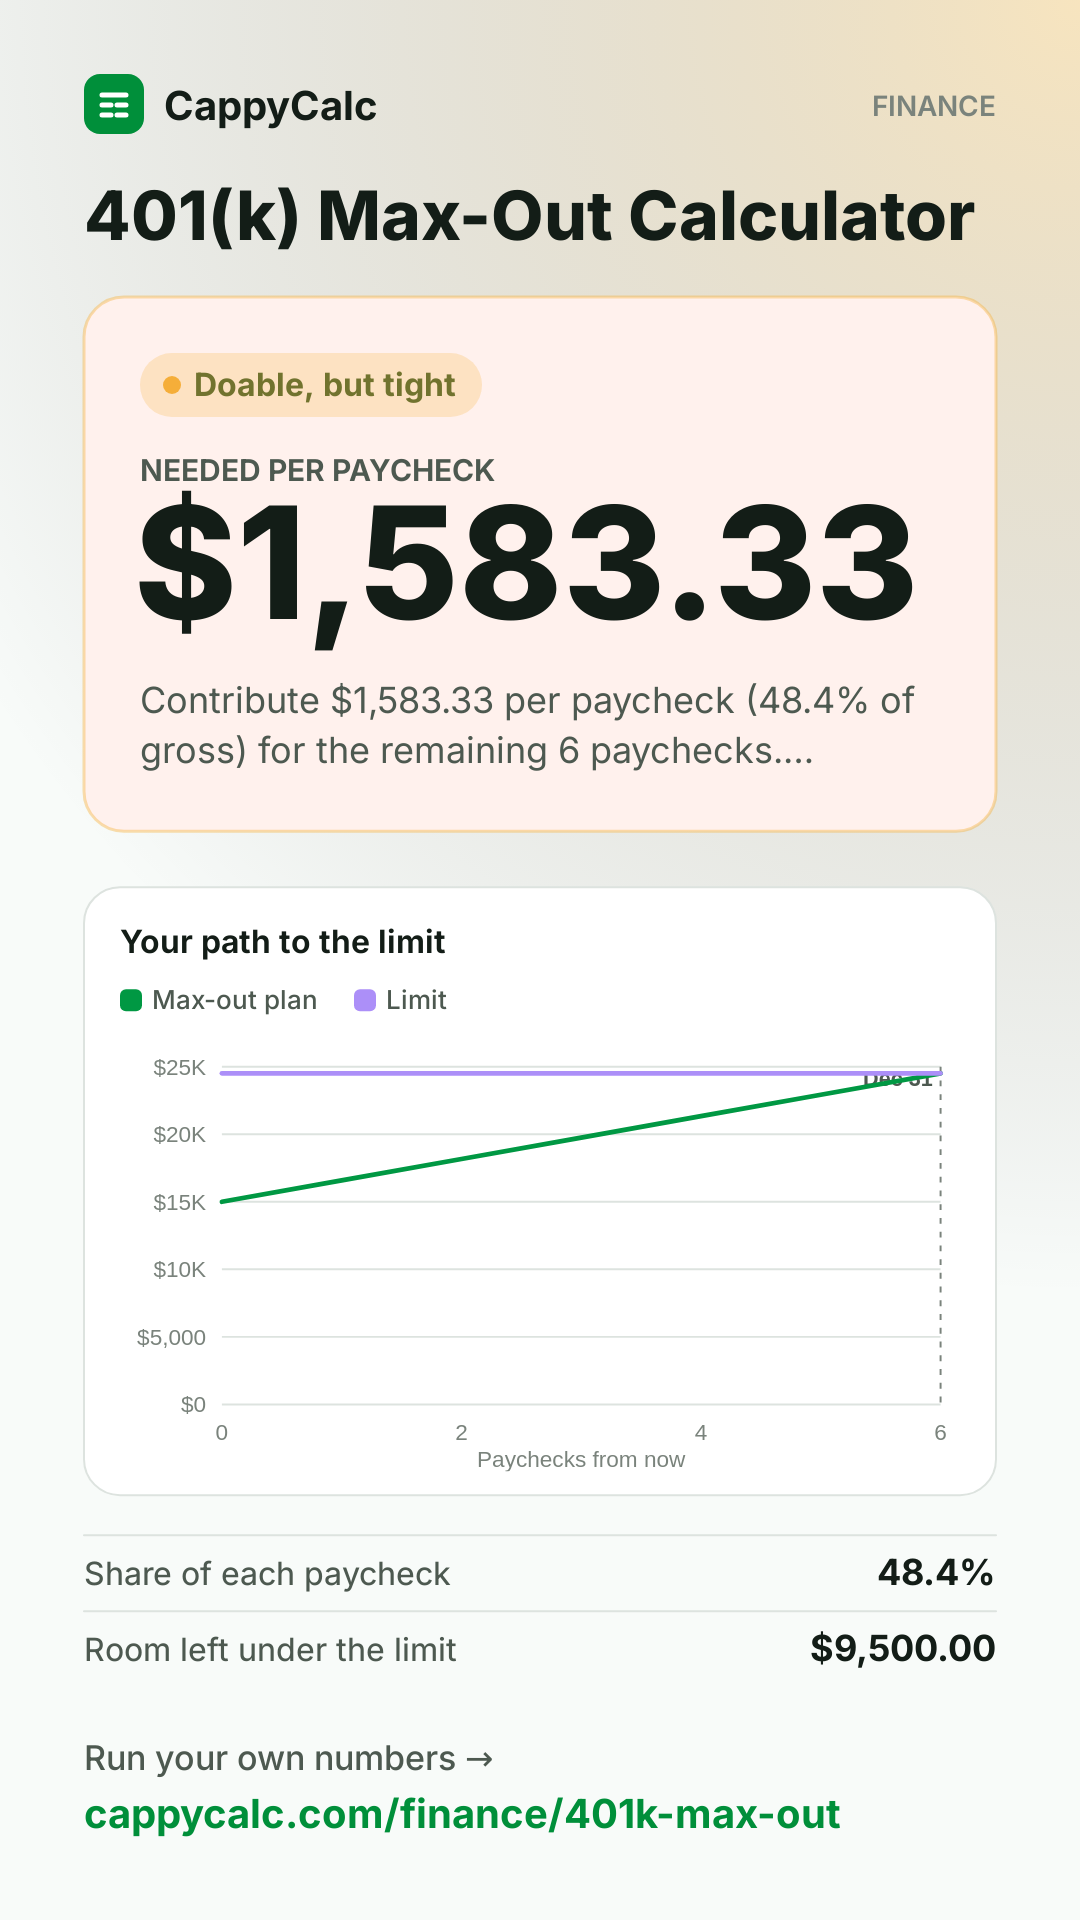 CappyCalc
FINANCE
401(k) Max-Out Calculator
Doable, but tight
NEEDED PER PAYCHECK
$1,583.33
Contribute $1,583.33 per paycheck (48.4% of
gross) for the remaining 6 paychecks....
Your path to the limit
Max-out plan
Limit
$25K
Dec 31
$20K
$15K
$10K
$5,000
$0
0 2 4 6
Paychecks from now
Share of each paycheck 48.4%
Room left under the limit $9,500.00
Run your own numbers →
cappycalc.com/finance/401k-max-out